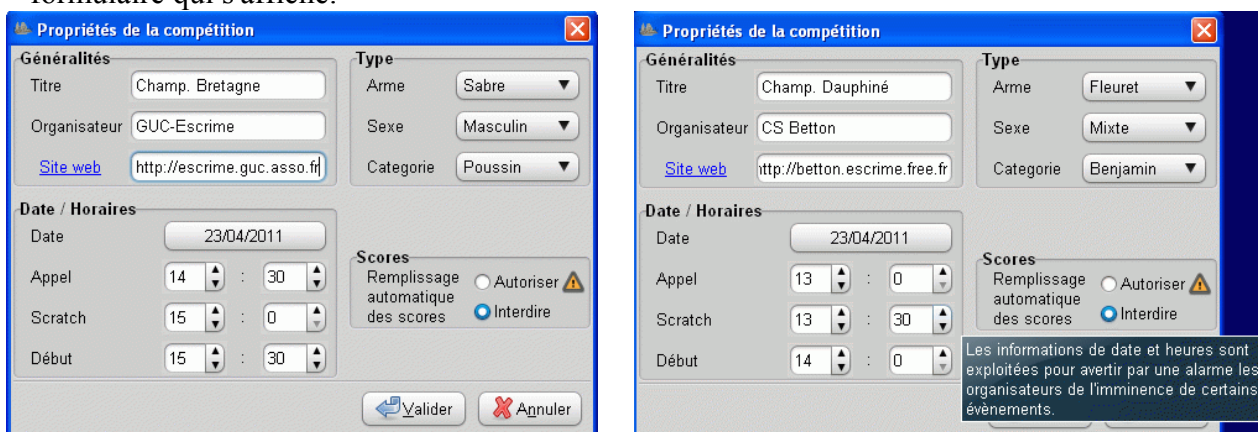 formulaire qui s'affiche.
Propriétés de la compétition
Généralités
Titre Champ. Bretagne
Organisateur GUC-Escrime
Site web http://escrime.guc.asso.fr
Type
Arme Sabre
Sexe Masculin
Categorie Poussin
Date / Horaires
Date 23/04/2011
Appel 14 : 30
Scratch 15 : 0
Début 15 : 30
Scores
Remplissage
automatique
des scores
Autoriser
Interdire
Valider Annuler
Propriétés de la compétition
Généralités
Titre Champ. Dauphiné
Organisateur CS Betton
Site web ttp://betton.escrime.free.fr
Type
Arme Fleuret
Sexe Mixte
Categorie Benjamin
Date / Horaires
Date 23/04/2011
Appel 13 : 0
Scratch 13 : 30
Début 14 : 0
Scores
Remplissage
automatique
des scores
Autoriser
Interdire
Les informations de date et heures sont
exploitées pour avertir par une alarme les
organisateurs de l'imminence de certains
évènements.